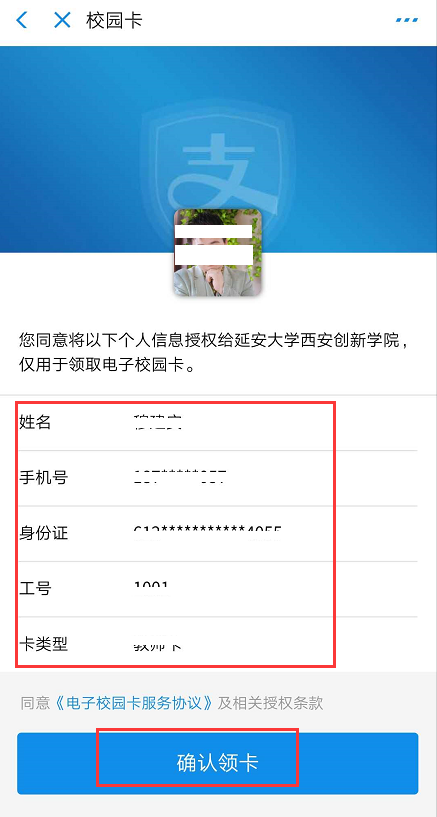 校园卡
支
您同意将以下个人信息授权给延安大学西安创新学院，
仅用于领取电子校园卡。
姓名
手机号
身份证
工号
卡类型
同意《电子校园卡服务协议》及相关授权条款
确认领卡